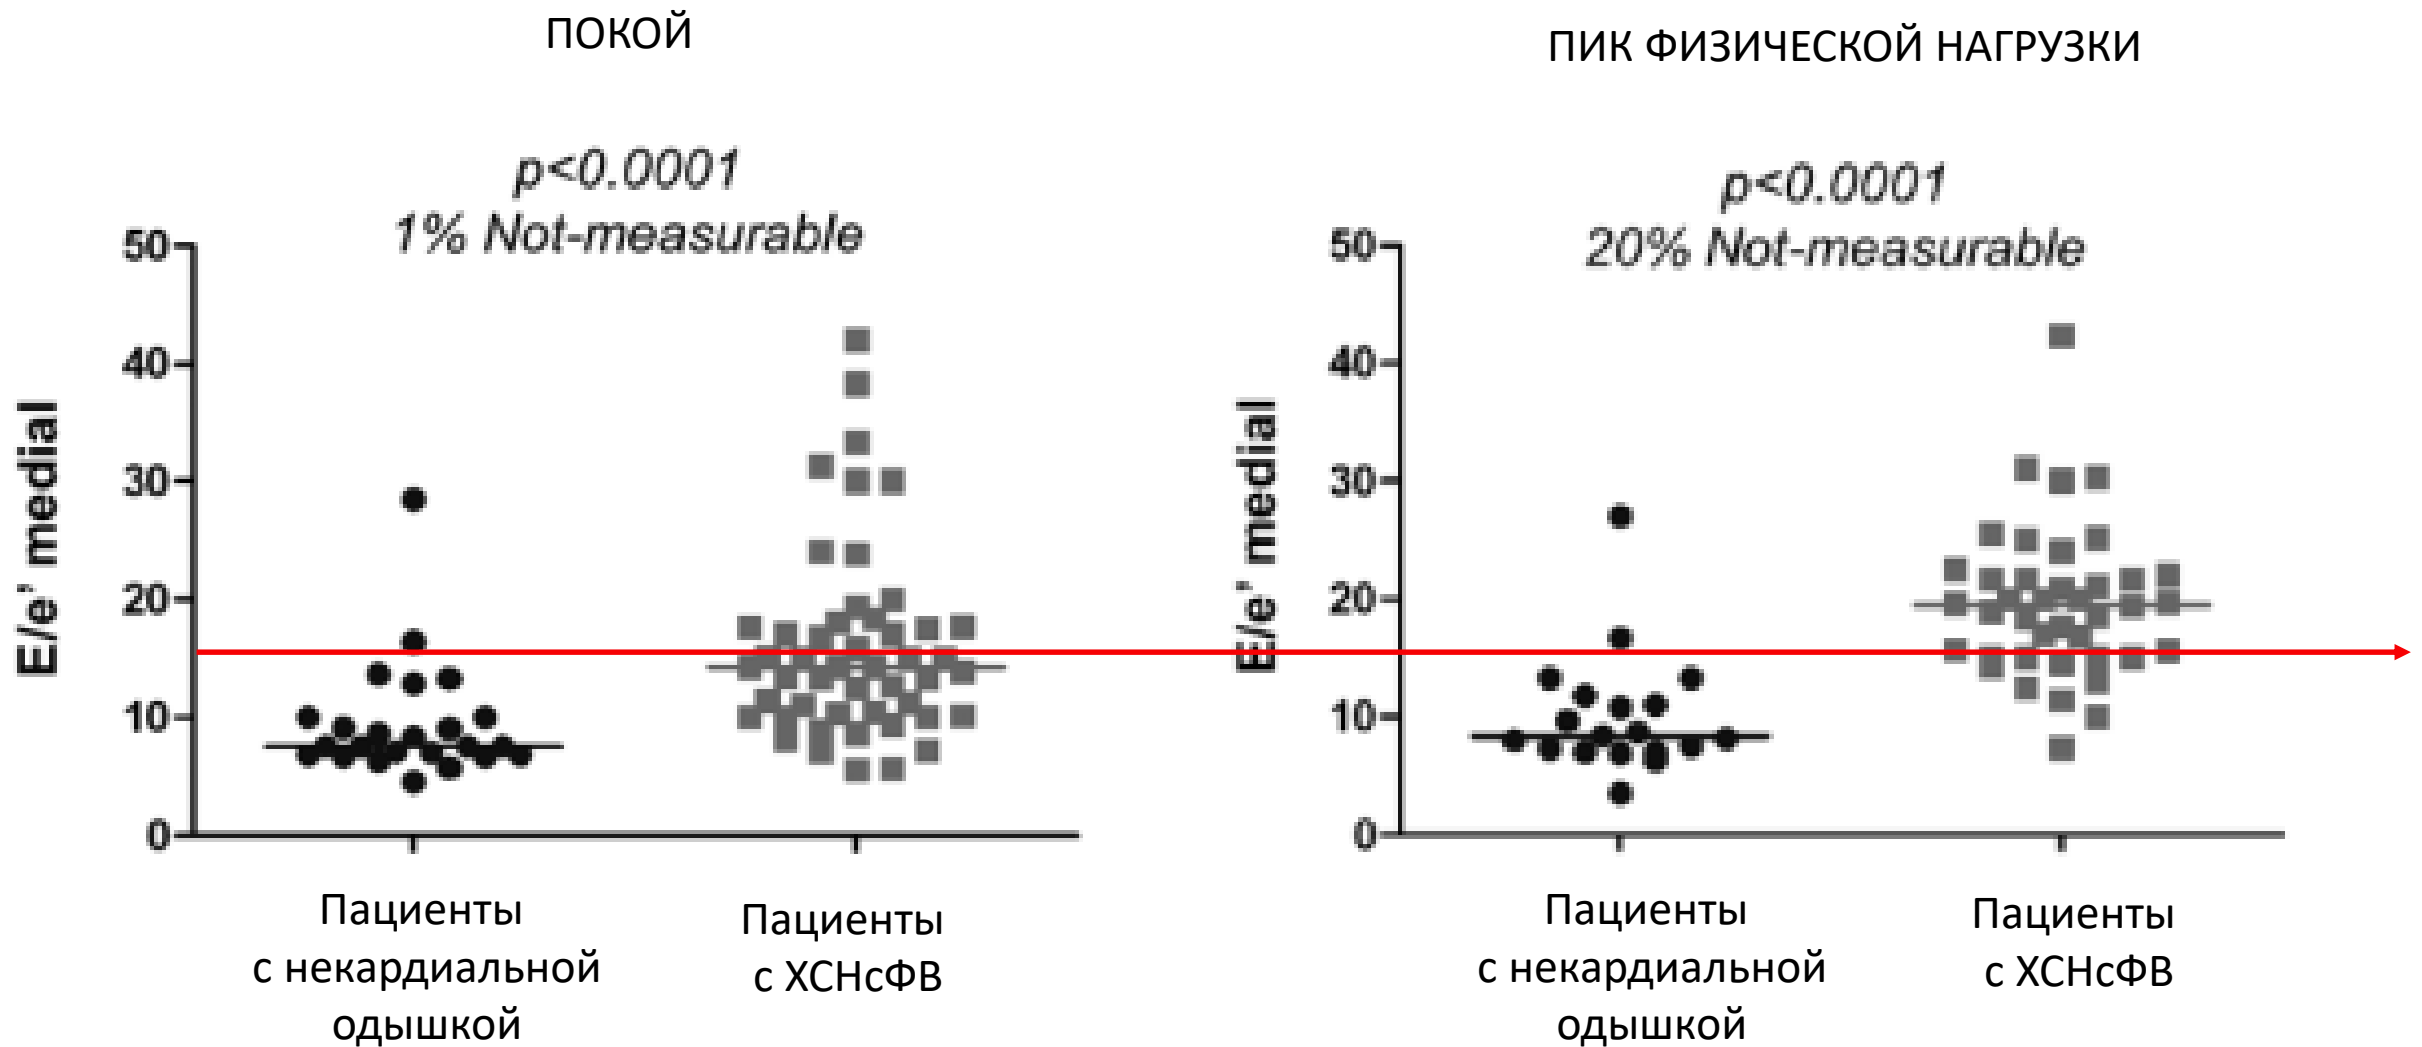 ПОКОЙ
p<0.0001
1% Not-measurable
E/e' medial
50
40
30
20
10
0
Пациенты
с некардиальной
одышкой
Пациенты
с ХСНсФВ
ПИК ФИЗИЧЕСКОЙ НАГРУЗКИ
p<0.0001
20% Not-measurable
E/e' medial
50
40
30
20
10
0
Пациенты
с некардиальной
одышкой
Пациенты
с ХСНсФВ